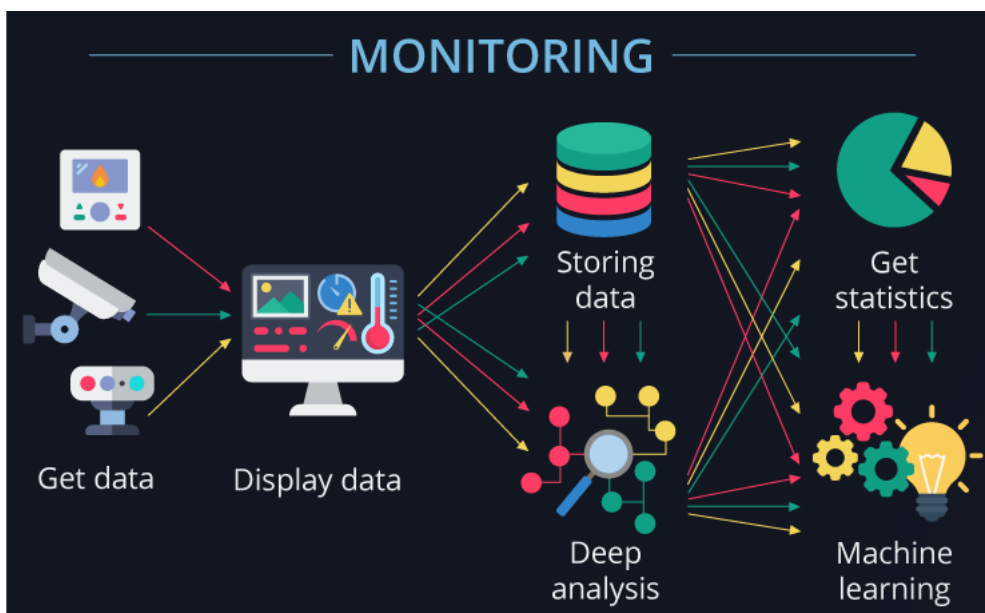 MONITORING
Get data
Display data
Storing
data
Get
statistics
Deep
analysis
Machine
learning